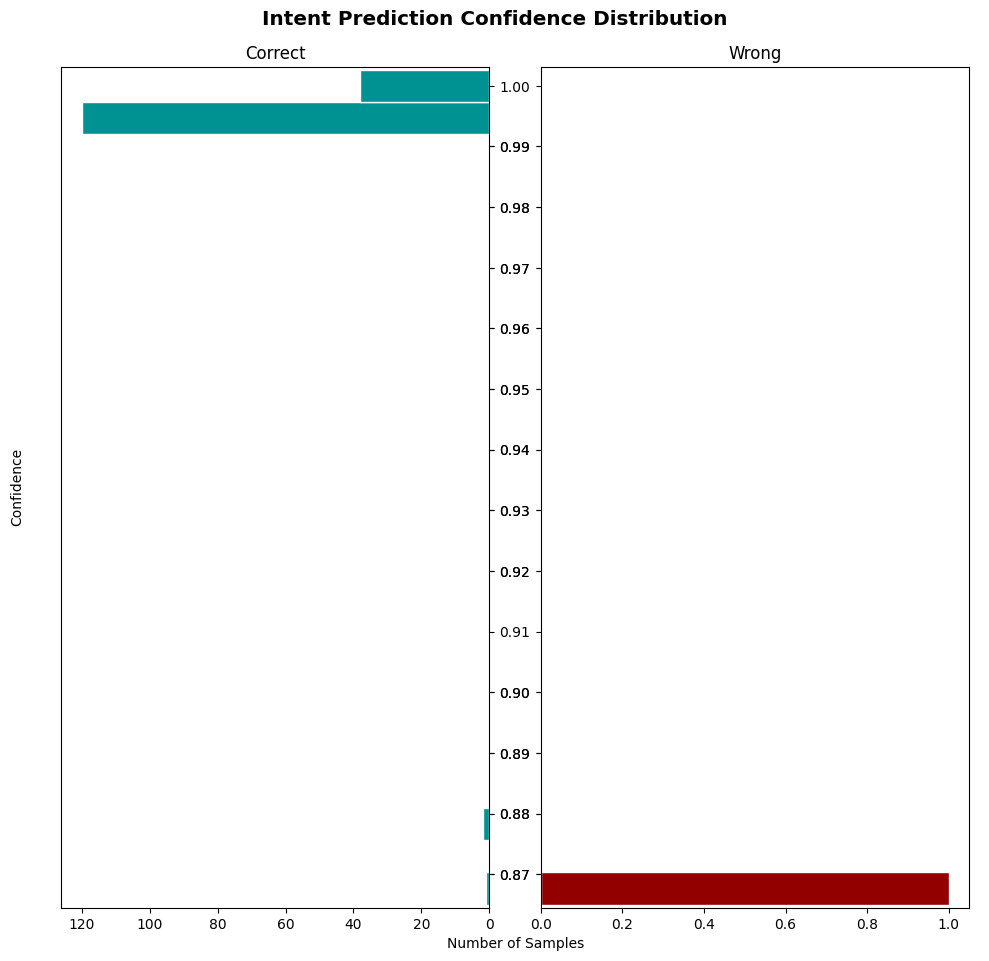 Intent Prediction Confidence Distribution
Correct
Wrong
1.00
0.99
0.98
0.97
0.96
0.95
0.94
0.93
0.92
0.91
0.90
0.89
0.88
0.87
Confidence
120 100 80 60 40 20 0
0.0 0.2 0.4 0.6 0.8 1.0
Number of Samples